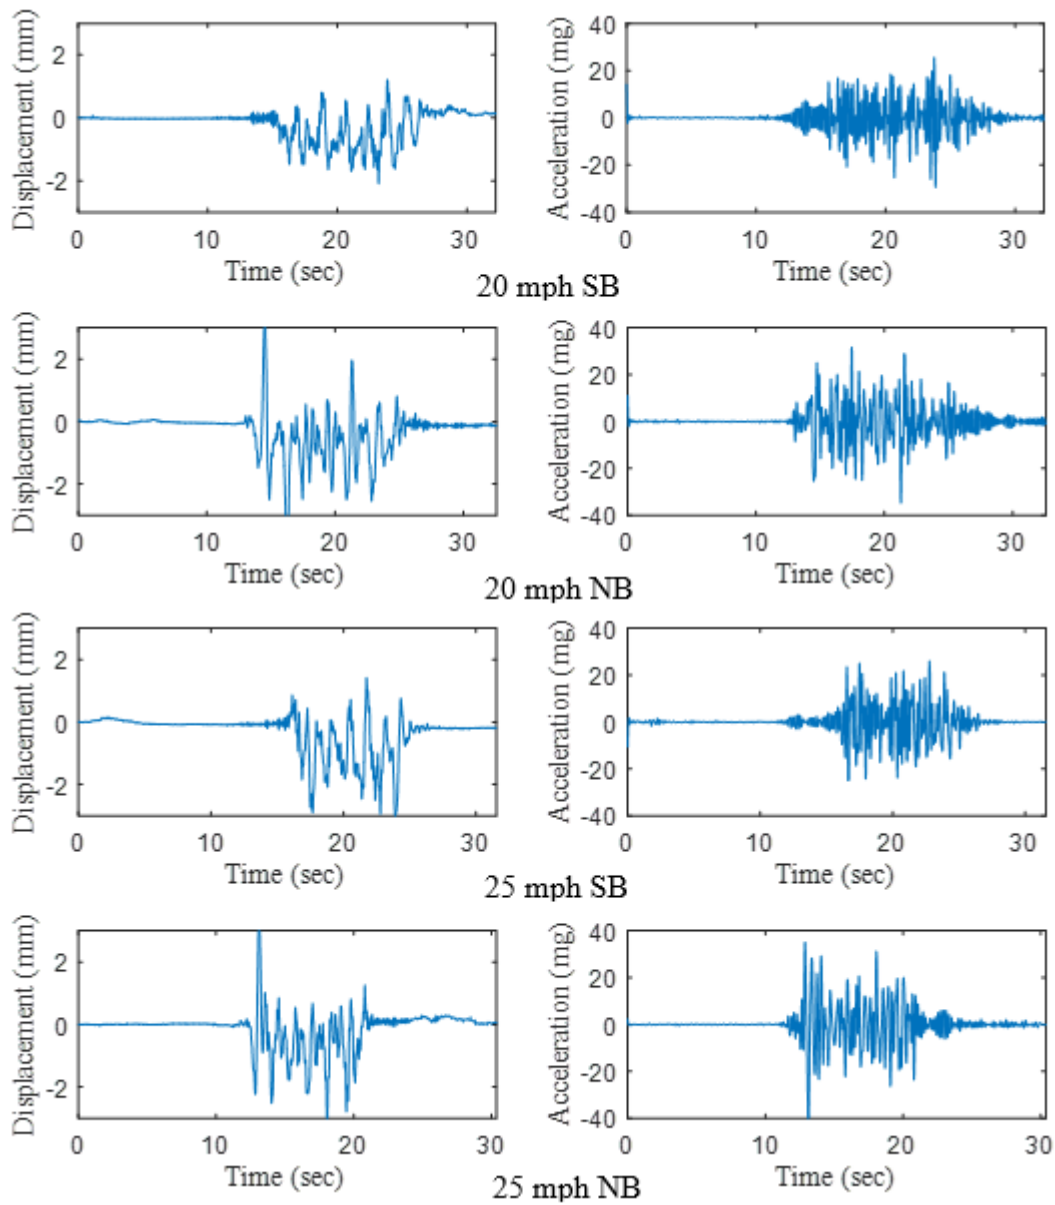 Displacement (mm)
2
0
-2
0 10 20 30
Time (sec)
Acceleration (mg)
40
20
0
-20
-40
0 10 20 30
Time (sec)
20 mph SB
Displacement (mm)
2
0
-2
0 10 20 30
Time (sec)
Acceleration (mg)
40
20
0
-20
-40
0 10 20 30
Time (sec)
20 mph NB
Displacement (mm)
2
0
-2
0 10 20 30
Time (sec)
Acceleration (mg)
40
20
0
-20
-40
0 10 20 30
Time (sec)
25 mph SB
Displacement (mm)
2
0
-2
0 10 20 30
Time (sec)
Acceleration (mg)
40
20
0
-20
-40
0 10 20 30
Time (sec)
25 mph NB